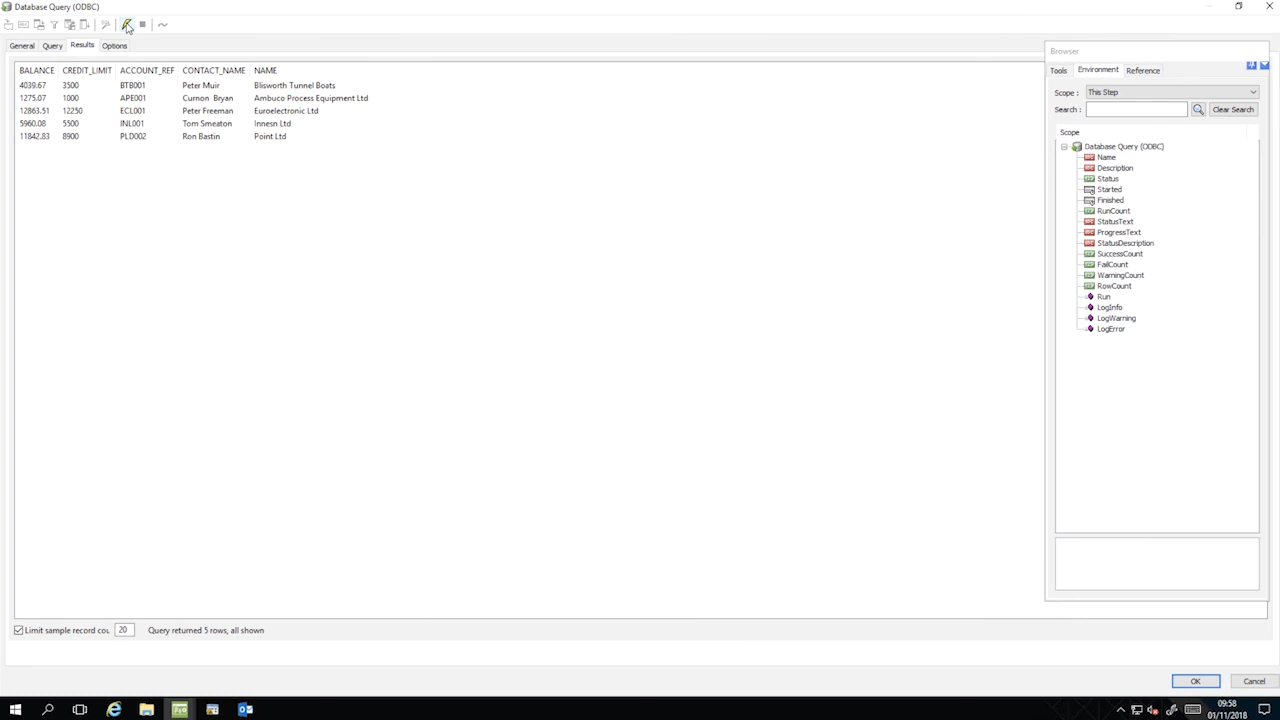 Database Query (ODBC)
General Query Results Options
BALANCE CREDIT_LIMIT ACCOUNT_REF CONTACT_NAME NAME
4039.67 3500 BTB001 Peter Muir Blisworth Tunnel Boats
1275.07 1000 APE001 Curnon Bryan Ambuco Process Equipment Ltd
12863.51 12250 ECL001 Peter Freeman Euroelectronic Ltd
5960.08 5500 INL001 Tom Smeaton Innesn Ltd
11842.83 8900 PLD002 Ron Bastin Point Ltd
Limit sample record cou 20 Query returned 5 rows, all shown
Browser
Tools Environment Reference
Scope : This Step
Search : Clear Search
Scope
Database Query (ODBC)
Name
Description
Status
Started
Finished
RunCount
StatusText
ProgressText
StatusDescription
SuccessCount
FailCount
WarningCount
RowCount
Run
LogInfo
LogWarning
LogError
OK Cancel
09:58
01/11/2018